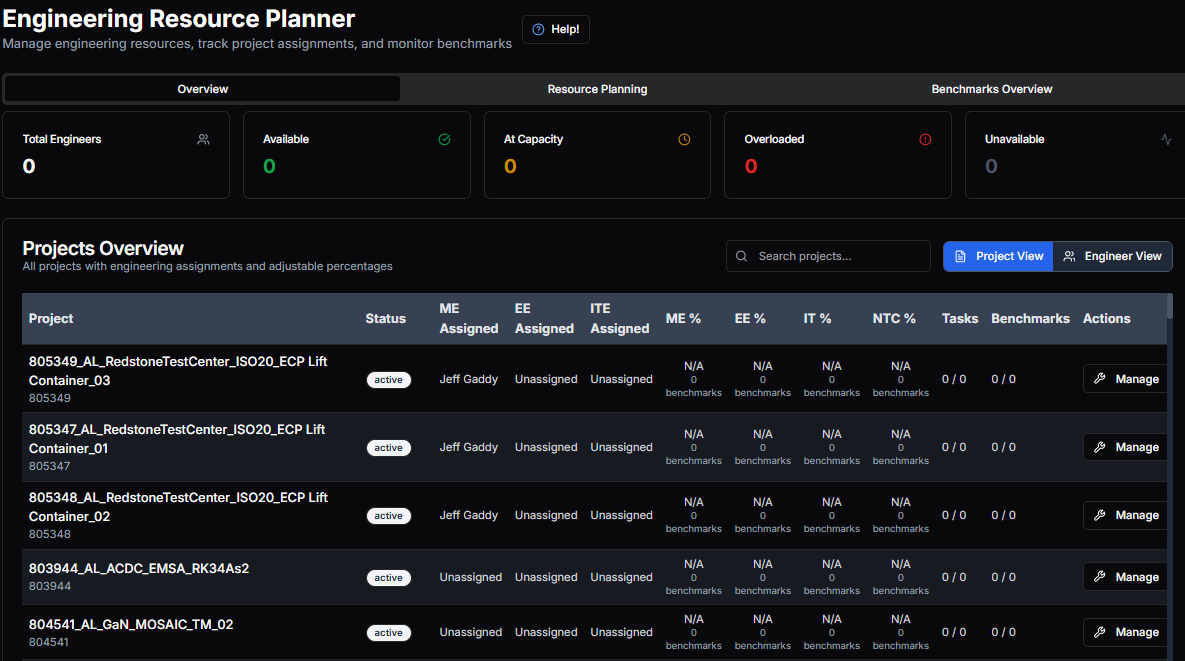 Engineering Resource Planner
Manage engineering resources, track project assignments, and monitor benchmarks
Help!
Overview
Resource Planning
Benchmarks Overview
Total Engineers
0
Available
0
At Capacity
0
Overloaded
0
Unavailable
0
Projects Overview
All projects with engineering assignments and adjustable percentages
Search projects...
Project View
Engineer View
Project Status ME Assigned EE Assigned ITE Assigned ME % EE % IT % NTC % Tasks Benchmarks Actions
805349_AL_RedstoneTestCenter_ISO20_ECP Lift
Container_03
805349
active Jeff Gaddy Unassigned Unassigned
N/A N/A N/A N/A
0 0 0 0
benchmarks benchmarks benchmarks benchmarks
0 / 0 0 / 0 Manage
805347_AL_RedstoneTestCenter_ISO20_ECP Lift
Container_01
805347
active Jeff Gaddy Unassigned Unassigned
N/A N/A N/A N/A
0 0 0 0
benchmarks benchmarks benchmarks benchmarks
0 / 0 0 / 0 Manage
805348_AL_RedstoneTestCenter_ISO20_ECP Lift
Container_02
805348
active Jeff Gaddy Unassigned Unassigned
N/A N/A N/A N/A
0 0 0 0
benchmarks benchmarks benchmarks benchmarks
0 / 0 0 / 0 Manage
803944_AL_ACDC_EMSA_RK34As2
803944
active Unassigned Unassigned Unassigned
N/A N/A N/A N/A
0 0 0 0
benchmarks benchmarks benchmarks benchmarks
0 / 0 0 / 0 Manage
804541_AL_GaN_MOSAIC_TM_02
804541
active Unassigned Unassigned Unassigned
N/A N/A N/A N/A
0 0 0 0
benchmarks benchmarks benchmarks benchmarks
0 / 0 0 / 0 Manage